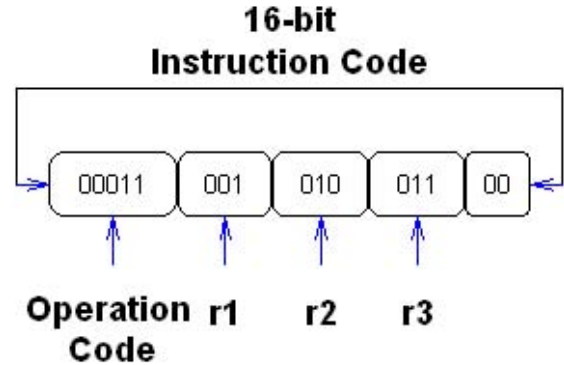 16-bit
Instruction Code
00011 001 010 011 00
Operation r1 r2 r3
Code